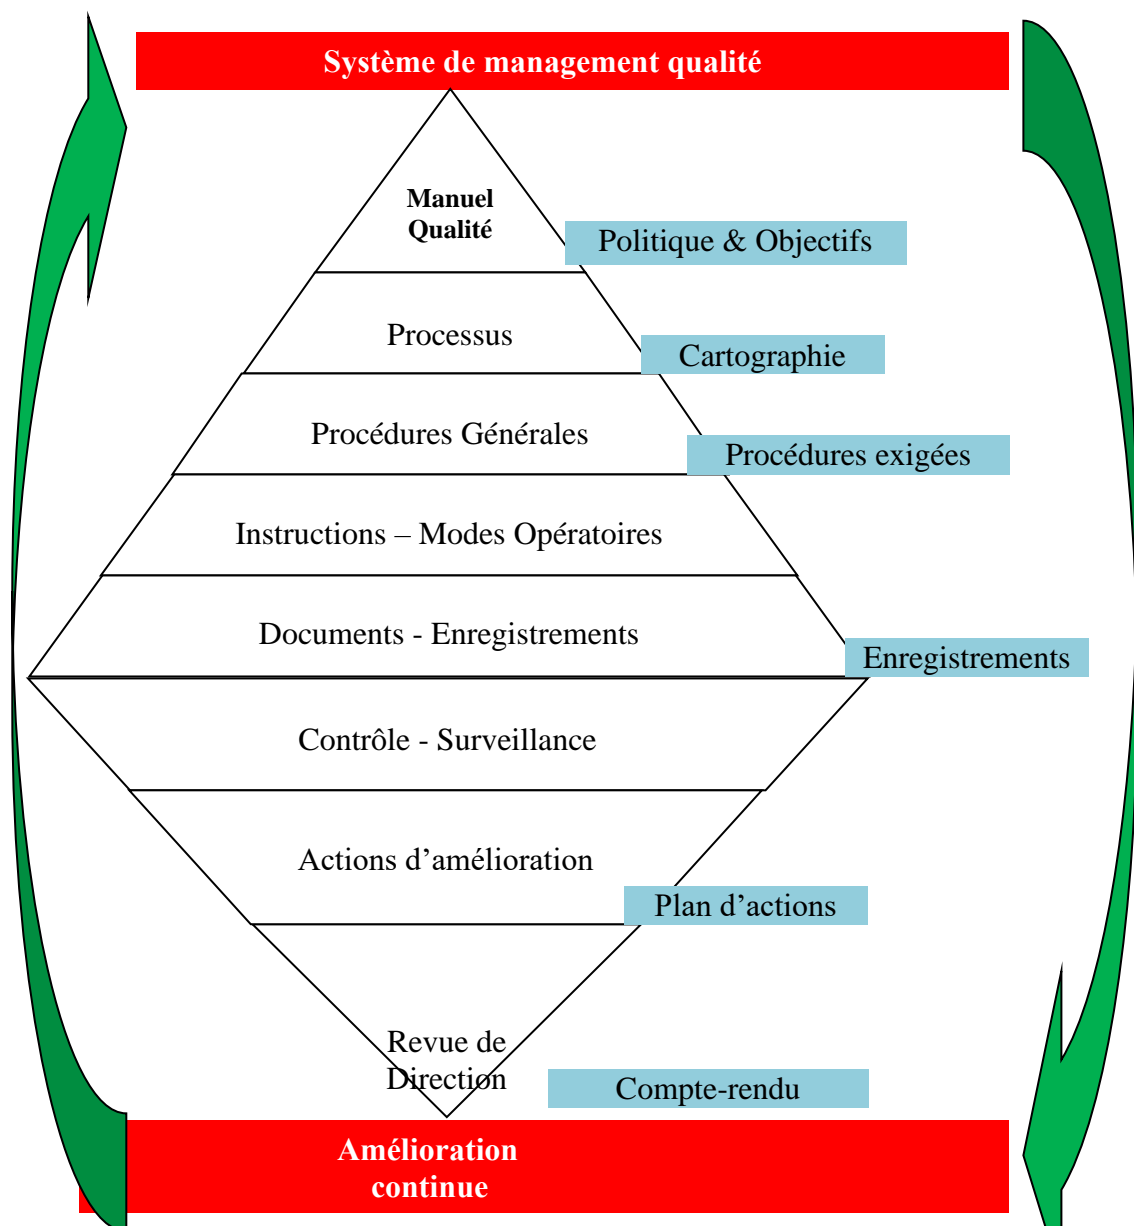 Système de management qualité
Manuel
Qualité
Politique & Objectifs
Processus
Cartographie
Procédures Générales
Procédures exigées
Instructions – Modes Opératoires
Documents - Enregistrements
Enregistrements
Contrôle - Surveillance
Actions d’amélioration
Plan d’actions
Revue de
Direction
Compte-rendu
Amélioration
continue